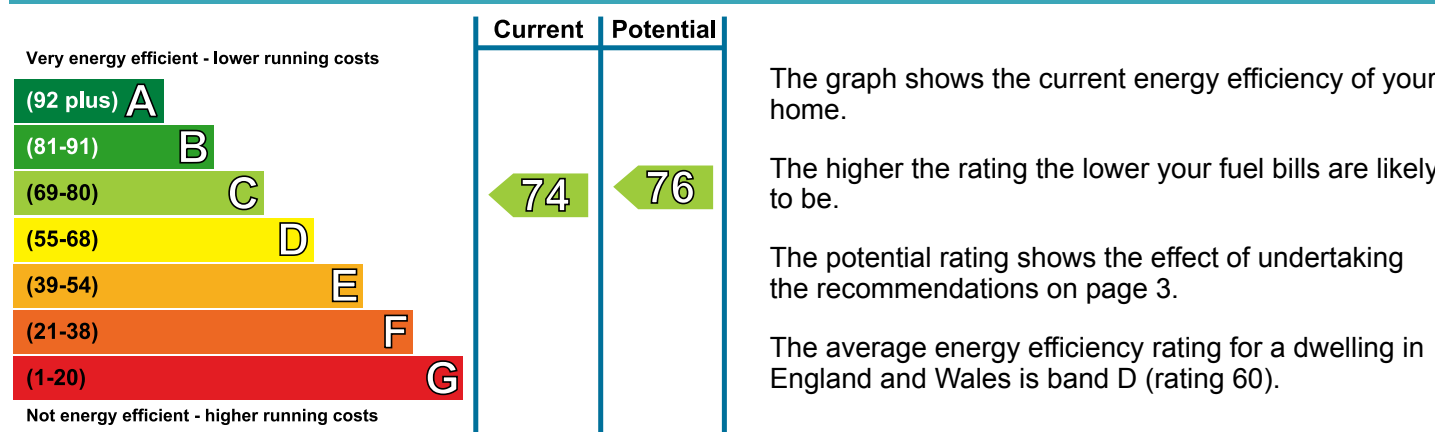 Current Potential
Very energy efficient - lower running costs
(92 plus) A
(81-91) B
(69-80) C
(55-68) D
(39-54) E
(21-38) F
(1-20) G
Not energy efficient - higher running costs
74
76
The graph shows the current energy efficiency of your
home.
The higher the rating the lower your fuel bills are likely
to be.
The potential rating shows the effect of undertaking
the recommendations on page 3.
The average energy efficiency rating for a dwelling in
England and Wales is band D (rating 60).